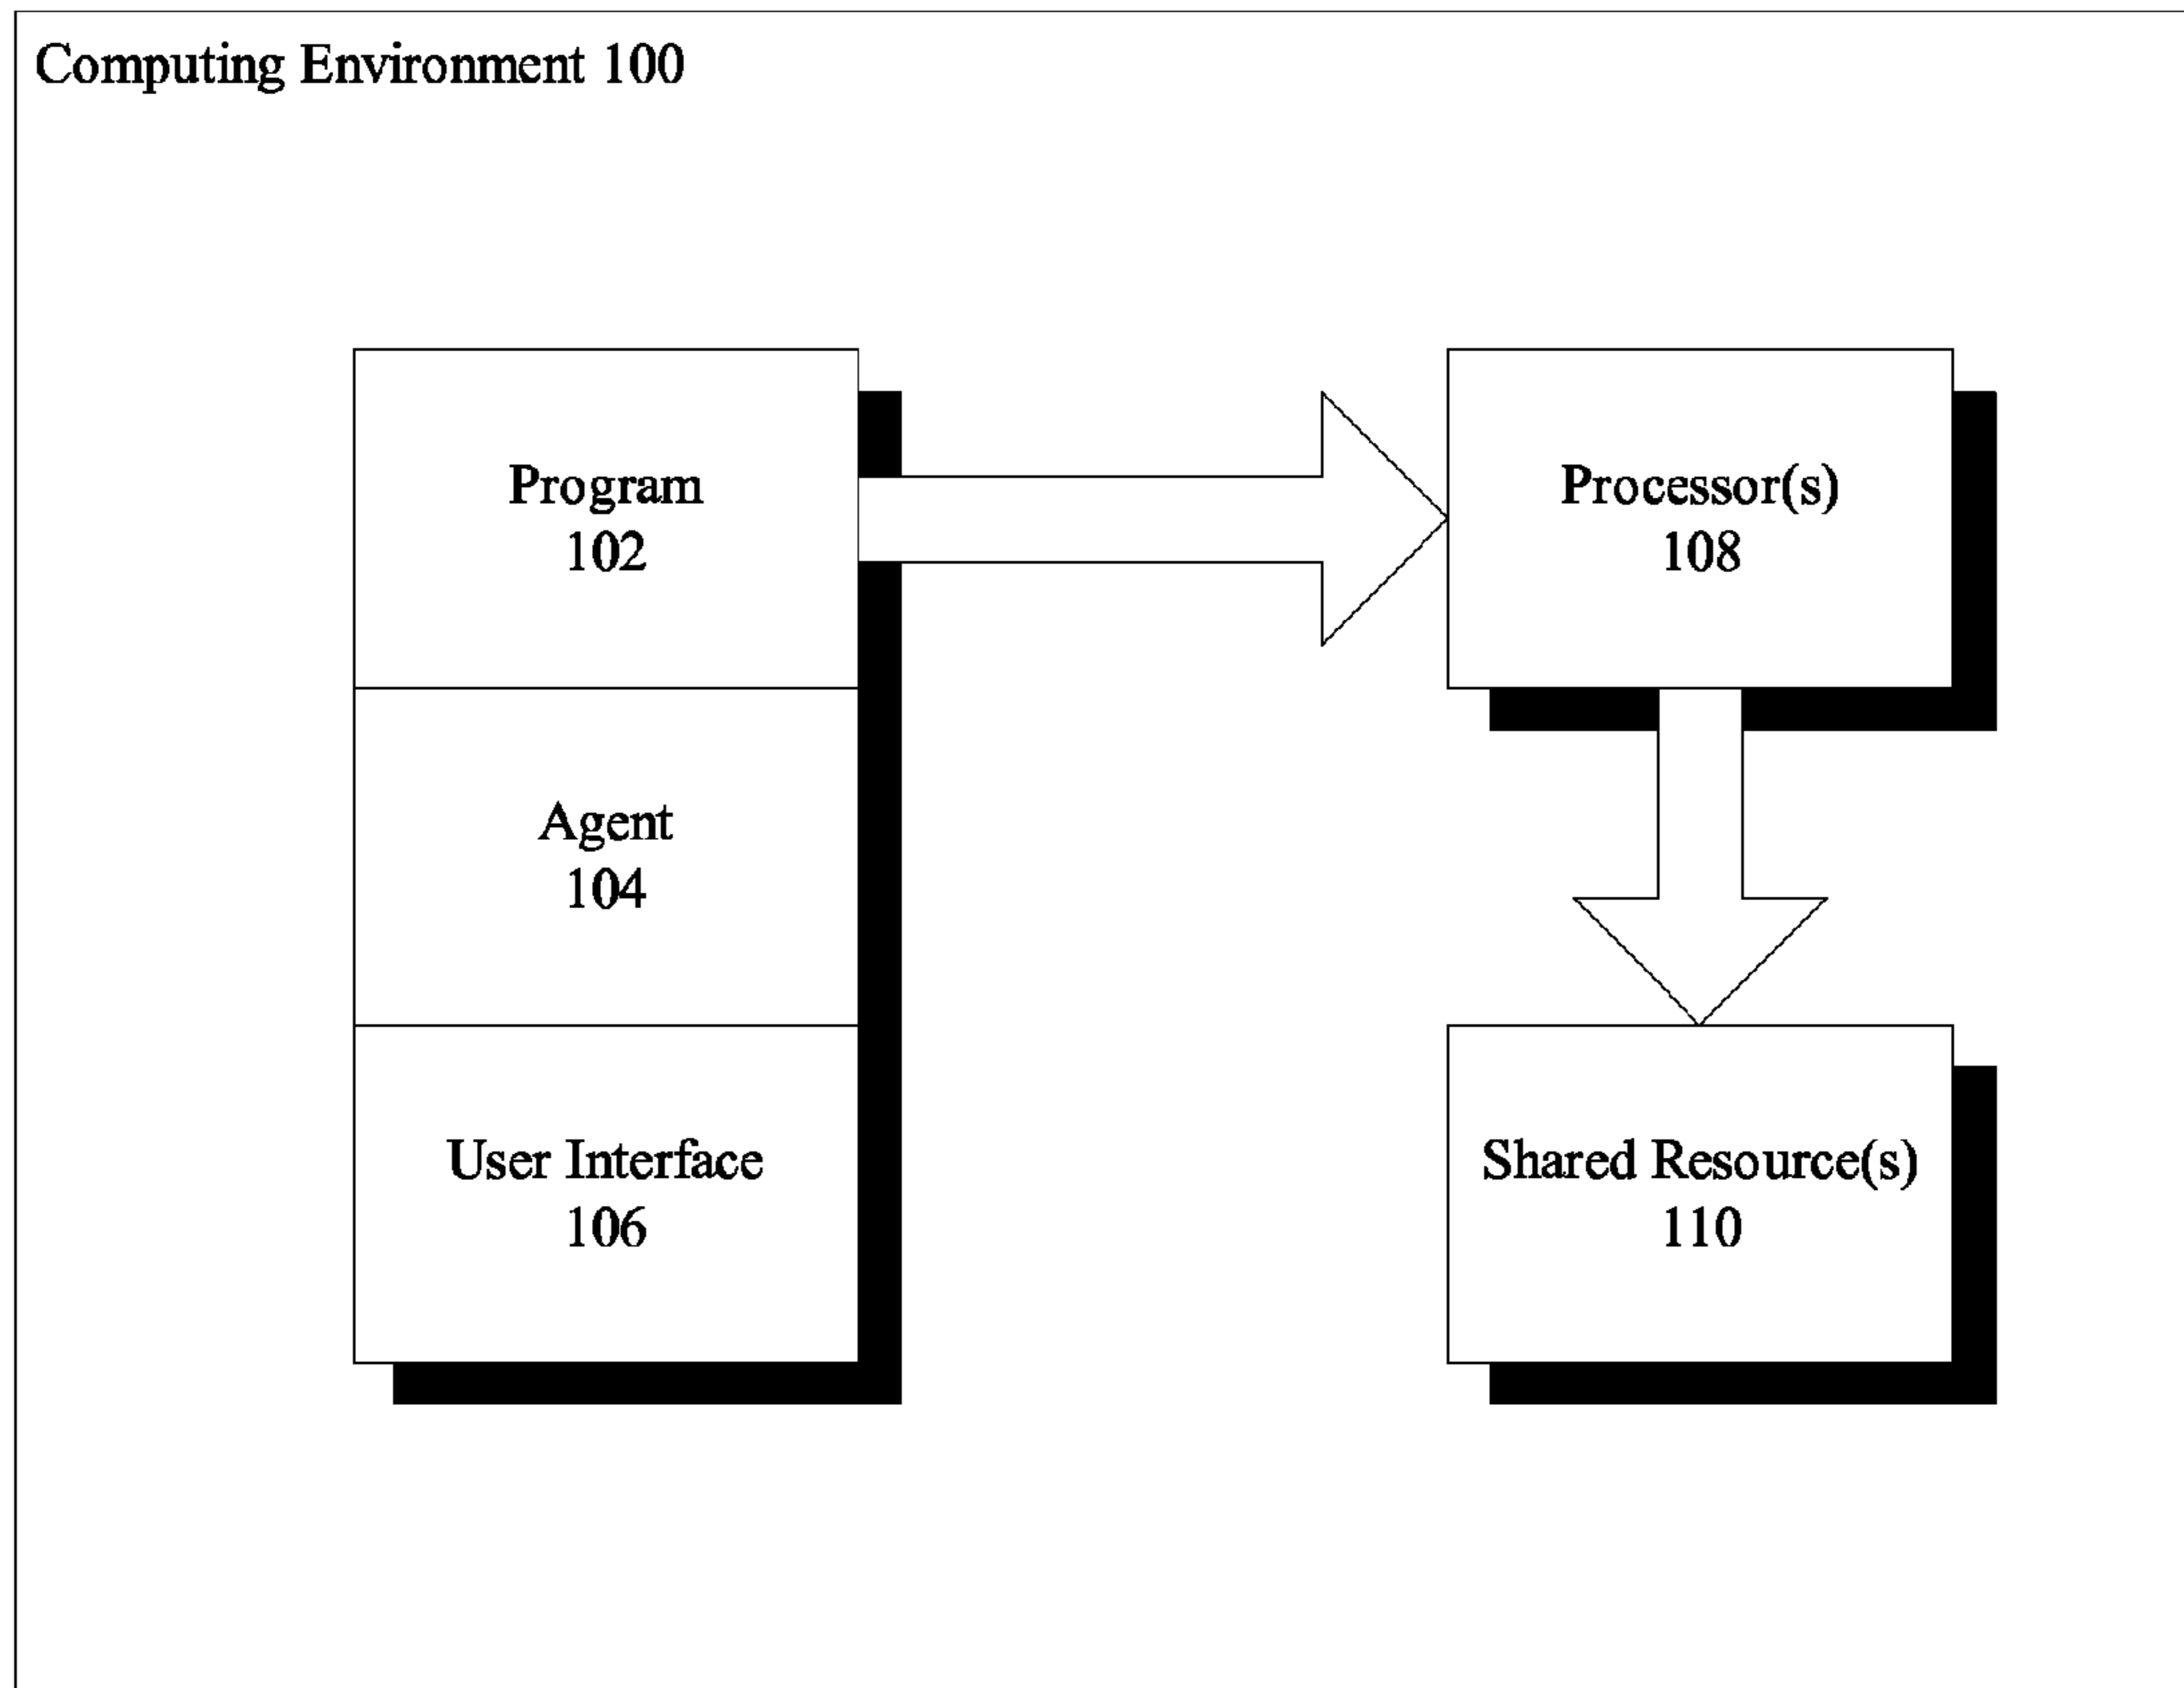 Computing Environment 100
Program
102
Processor(s)
108
Agent
104
User Interface
106
Shared Resource(s)
110